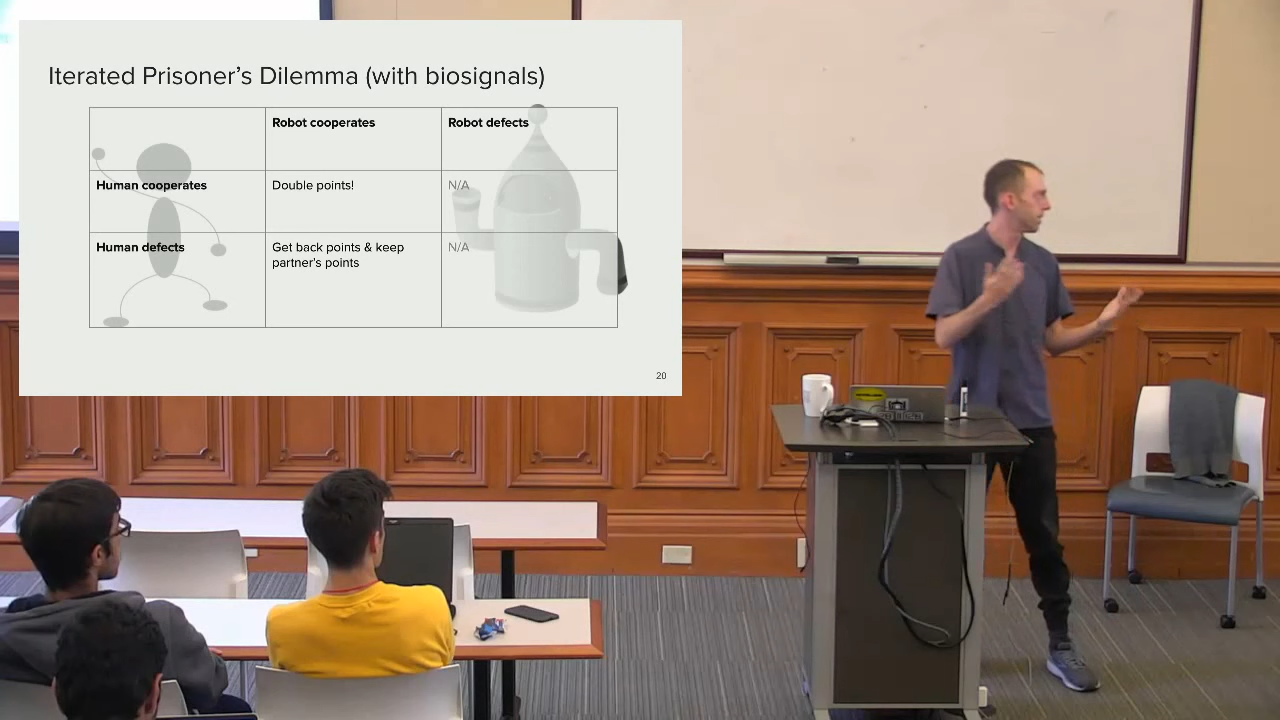 Iterated Prisoner's Dilemma (with biosignals)
Robot cooperates
Robot defects
Human cooperates
Double points!
N/A
Human defects
Get back points & keep
partner's points
N/A
20